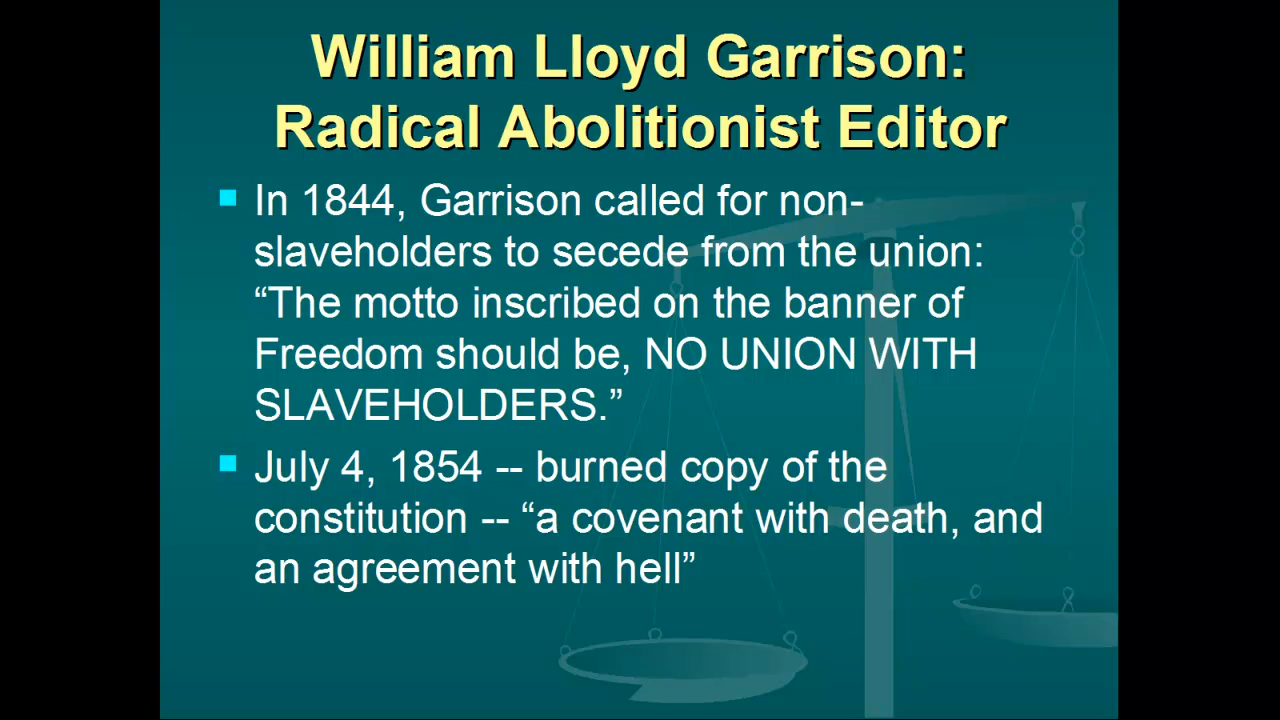 William Lloyd Garrison:
Radical Abolitionist Editor
In 1844, Garrison called for non-
slaveholders to secede from the union:
“The motto inscribed on the banner of
Freedom should be, NO UNION WITH
SLAVEHOLDERS.”
July 4, 1854 -- burned copy of the
constitution -- “a covenant with death, and
an agreement with hell”